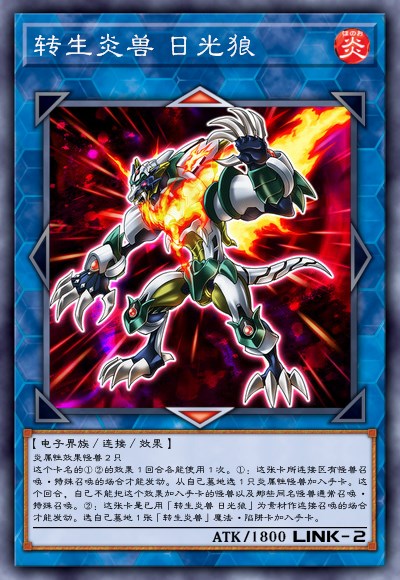 转生炎兽 日光狼
ほのお
炎
【电子界族/连接/效果】
炎属性效果怪兽2只
这个卡名的①②的效果1回合各能使用1次。①:这张卡所连接区有怪兽召
唤·特殊召唤的场合才能发动。从自己墓地选1只炎属性怪兽加入手卡。这
个回合,自己不能把这个效果加入手卡的怪兽以及那些同名怪兽通常召唤·
特殊召唤。②:这张卡是已用「转生炎兽 日光狼」为素材作连接召唤的场合
才能发动。选自己墓地1张「转生炎兽」魔法·陷阱卡加入手卡。
ATK/1800 LINK-2